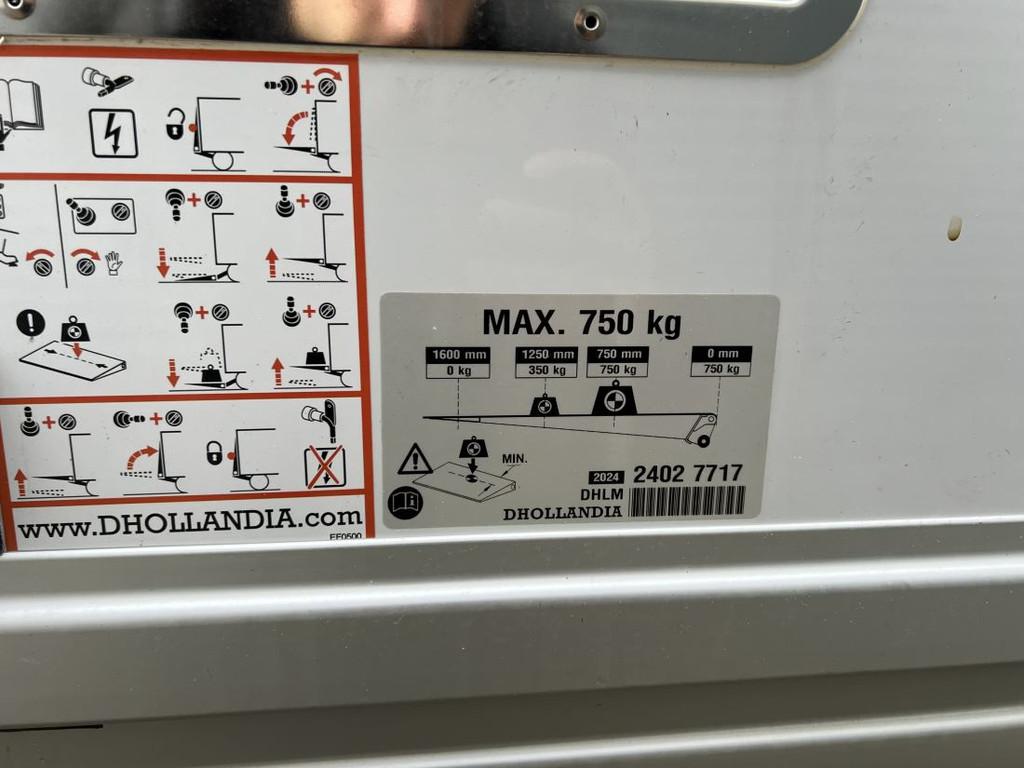 MAX. 750 kg
1600 mm 1250 mm 750 mm 0 mm
0 kg 350 kg 750 kg 750 kg
MIN.
2024 2402 7717
DHLM
DHOLLANDIA
www.DHOLLANDIA.com
EF0500